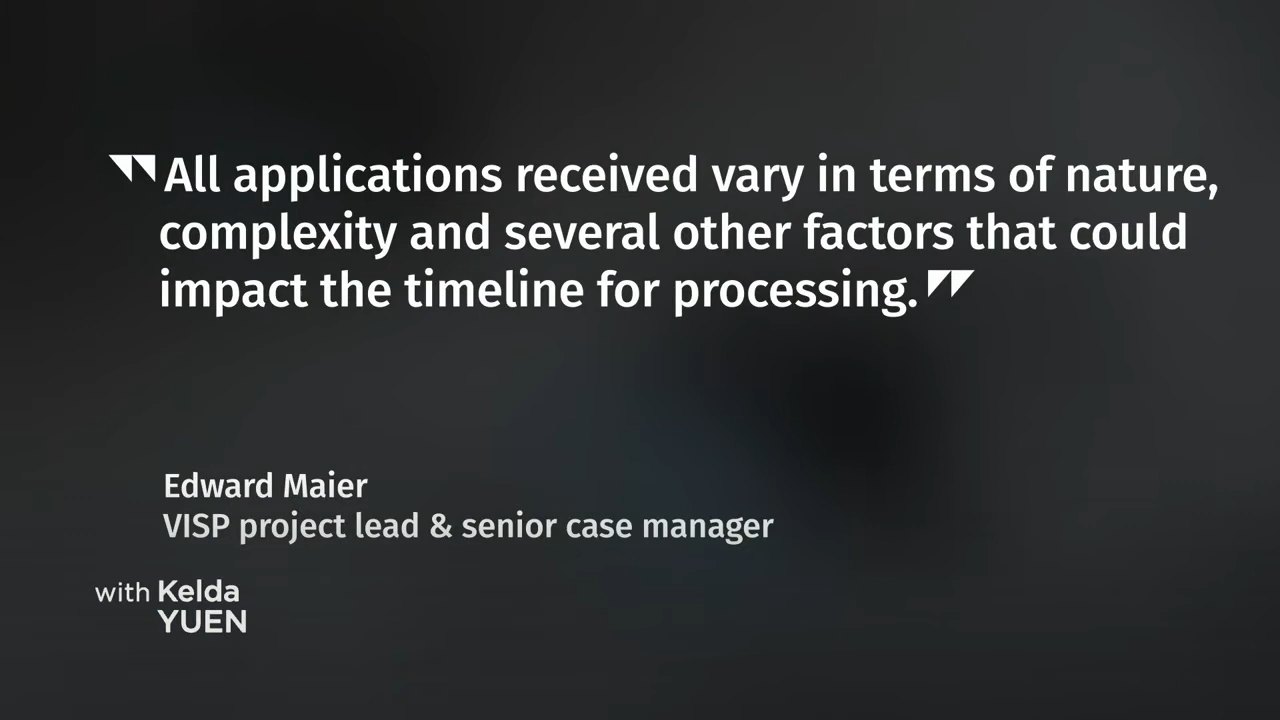 "All applications received vary in terms of nature,
complexity and several other factors that could
impact the timeline for processing."
Edward Maier
VISP project lead & senior case manager
with Kelda
YUEN